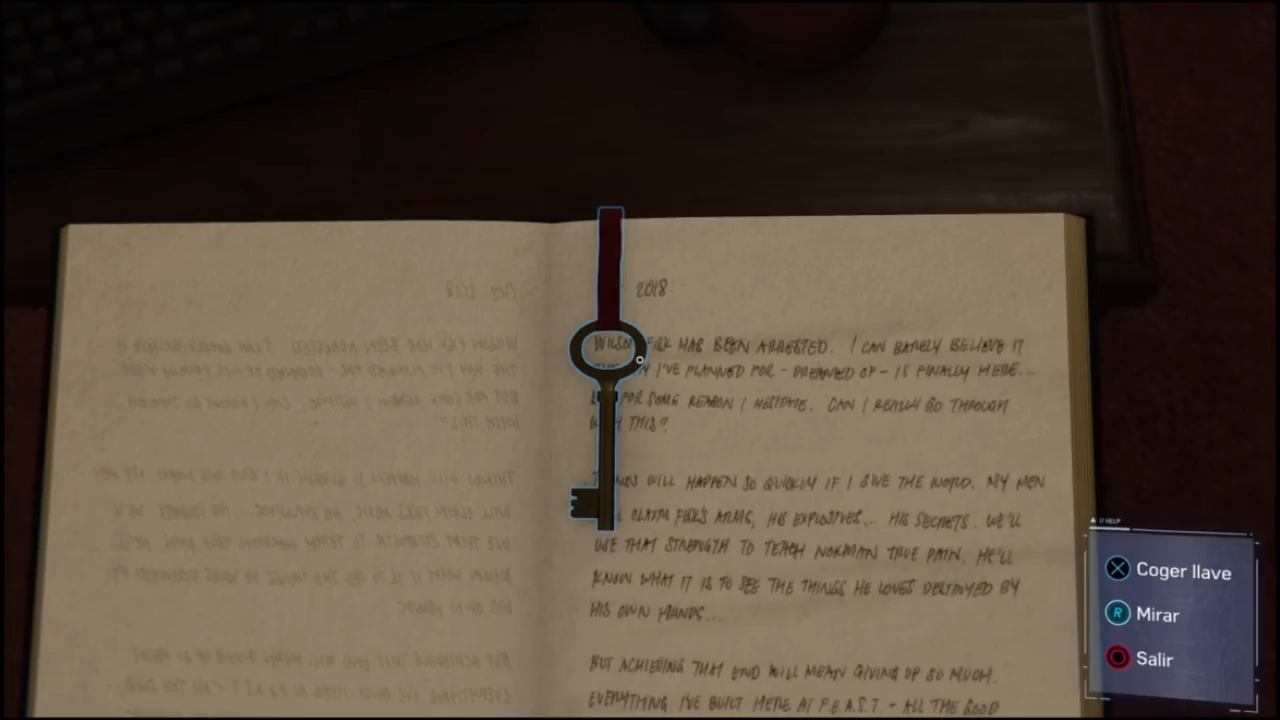 2018
WILSON FISK HAS BEEN ARRESTED. I CAN BARELY BELIEVE IT
I'VE PLANNED FOR - DREAMED OF - IS FINALLY HERE...
FOR SOME REASON I HESITATE. CAN I REALLY GO THROUGH
THIS?
THINGS WILL HAPPEN SO QUICKLY IF I GIVE THE WORD. MY MEN
CLAIM FISK'S ARMS, HIS EXPLOSIVES... HIS SECRETS. WE'LL
USE THAT STRENGTH TO TEACH NORMAN TRUE PAIN. HE'LL
KNOW WHAT IT IS TO SEE THE THINGS HE LOVES DESTROYED BY
HIS OWN HANDS...
BUT ACHIEVING THAT END WILL MEAN GIVING UP SO MUCH.
EVERYTHING I'VE BUILT HERE AT F.E.A.S.T. - ALL THE GOOD
HELP
Coger llave
R Mirar
Salir